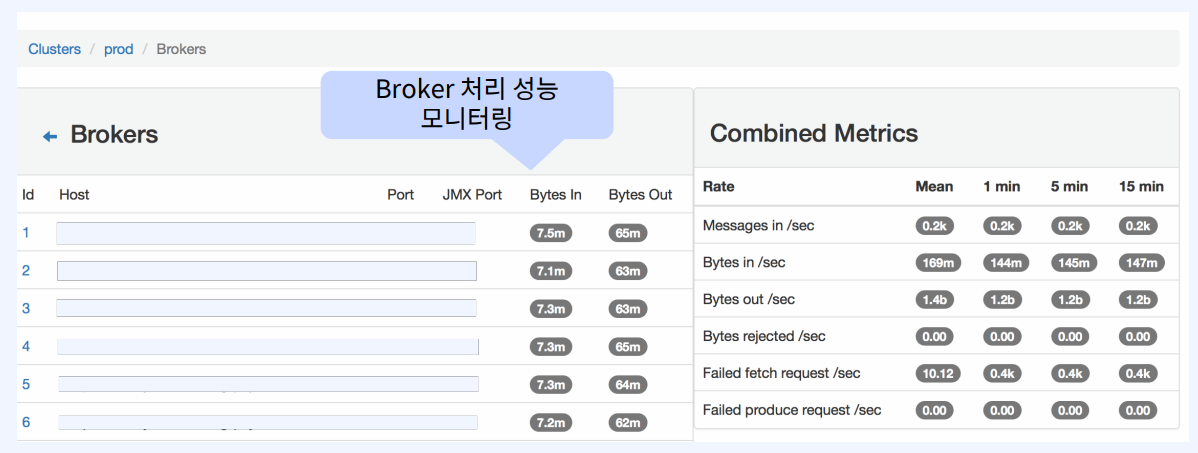 Clusters / prod / Brokers
Broker 처리 성능
모니터링
Brokers
Id Host Port JMX Port Bytes In Bytes Out
1 7.5m 65m
2 7.1m 63m
3 7.3m 63m
4 7.3m 65m
5 7.3m 64m
6 7.2m 62m
Combined Metrics
Rate Mean 1 min 5 min 15 min
Messages in /sec 0.2k 0.2k 0.2k 0.2k
Bytes in /sec 169m 144m 145m 147m
Bytes out /sec 1.4b 1.2b 1.2b 1.2b
Bytes rejected /sec 0.00 0.00 0.00 0.00
Failed fetch request /sec 10.12 0.4k 0.4k 0.4k
Failed produce request /sec 0.00 0.00 0.00 0.00